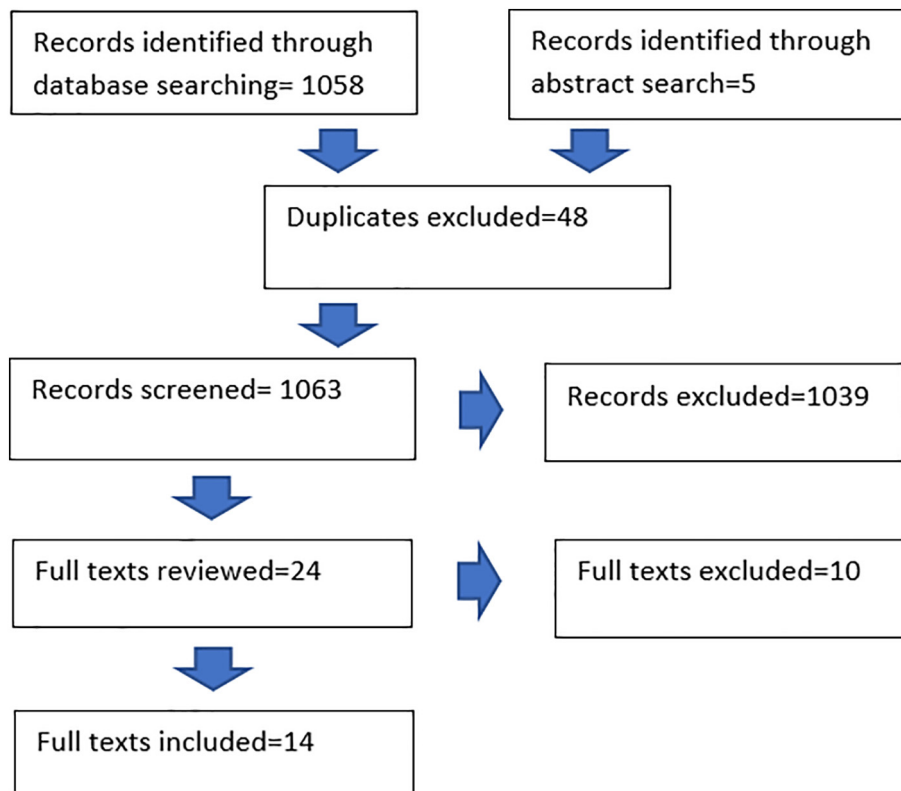 Records identified through
database searching= 1058
Records identified through
abstract search=5
Duplicates excluded=48
Records screened= 1063
Records excluded=1039
Full texts reviewed=24
Full texts excluded=10
Full texts included=14